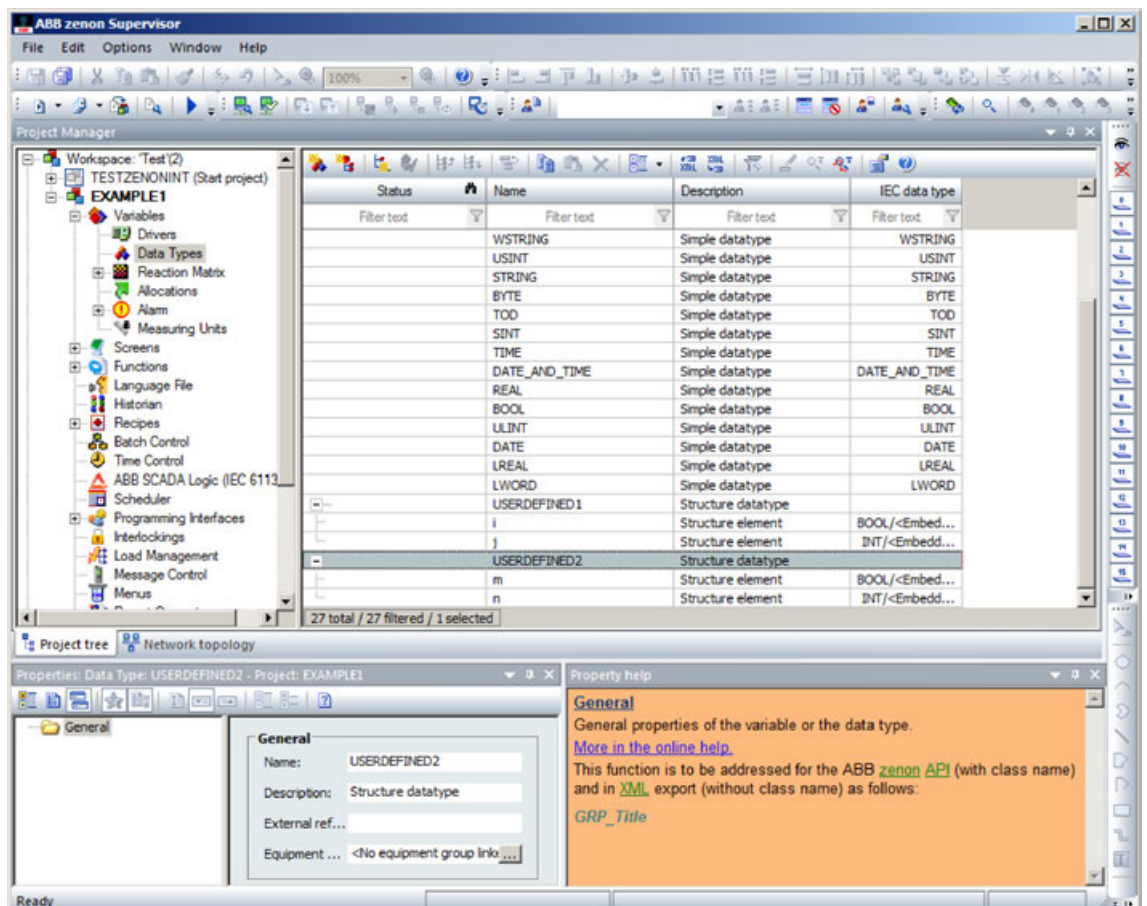 ABB zenon Supervisor
File Edit Options Window Help
100%
Project Manager
Workspace: 'Test'(2)
TESTZENONINT (Start project)
EXAMPLE1
Variables
Drivers
Data Types
Reaction Matrix
Allocations
Alarm
Measuring Units
Screens
Functions
Language File
Historian
Recipes
Batch Control
Time Control
ABB SCADA Logic (IEC 6113
Scheduler
Programming Interfaces
Interlockings
Load Management
Message Control
Menus
Status Name Description IEC data type
Filter text Filter text Filter text Filter text
WSTRING Simple datatype WSTRING
USINT Simple datatype USINT
STRING Simple datatype STRING
BYTE Simple datatype BYTE
TOD Simple datatype TOD
SINT Simple datatype SINT
TIME Simple datatype TIME
DATE_AND_TIME Simple datatype DATE_AND_TIME
REAL Simple datatype REAL
BOOL Simple datatype BOOL
ULINT Simple datatype ULINT
DATE Simple datatype DATE
LREAL Simple datatype LREAL
LWORD Simple datatype LWORD
USERDEFINED1 Structure datatype
i Structure element BOOL/<Embed...
j Structure element INT/<Embedd...
USERDEFINED2 Structure datatype
m Structure element BOOL/<Embed...
n Structure element INT/<Embedd...
27 total / 27 filtered / 1 selected
Project tree Network topology
Properties: Data Type: USERDEFINED2 - Project: EXAMPLE1
General
General
Name: USERDEFINED2
Description: Structure datatype
External ref...
Equipment ... <No equipment group links ...
Property help
General
General properties of the variable or the data type.
More in the online help.
This function is to be addressed for the ABB zenon API (with class name)
and in XML export (without class name) as follows:
GRP_Title
Ready